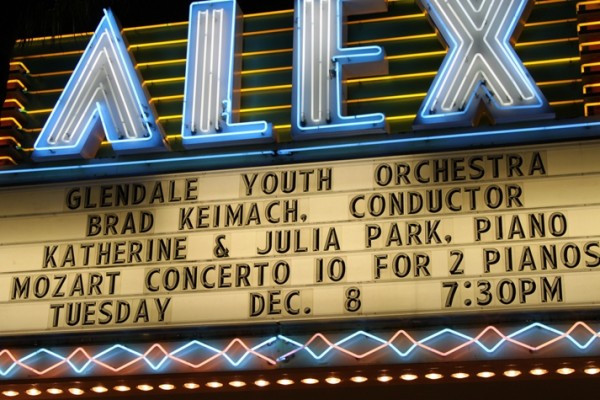 ALEX
GLENDALE YOUTH ORCHESTRA
BRAD KEIMACH, CONDUCTOR
KATHERINE & JULIA PARK, PIANO
MOZART CONCERTO 10 FOR 2 PIANOS
TUESDAY DEC. 8 7:30PM